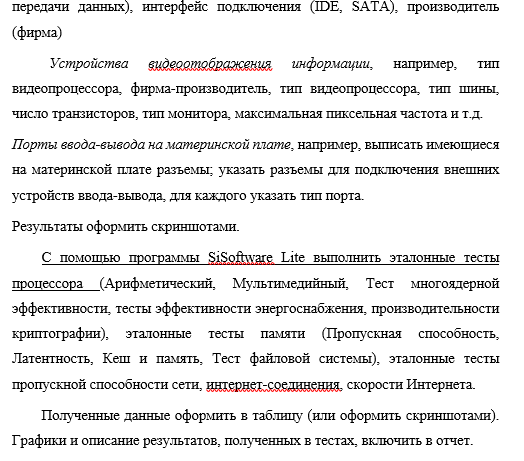 передачи данных), интерфейс подключения (IDE, SATA), производитель
(фирма)
Устройства видеоотображения информации, например, тип
видеопроцессора, фирма-производитель, тип видеопроцессора, тип шины,
число транзисторов, тип монитора, максимальная пиксельная частота и т.д.
Порты ввода-вывода на материнской плате, например, выписать имеющиеся
на материнской плате разъемы; указать разъемы для подключения внешних
устройств ввода-вывода, для каждого указать тип порта.
Результаты оформить скриншотами.
С помощью программы SiSoftware Lite выполнить эталонные тесты
процессора (Арифметический, Мультимедийный, Тест многоядерной
эффективности, тесты эффективности энергоснабжения, производительности
криптографии), эталонные тесты памяти (Пропускная способность,
Латентность, Кеш и память, Тест файловой системы), эталонные тесты
пропускной способности сети, интернет-соединения, скорости Интернета.
Полученные данные оформить в таблицу (или оформить скриншотами).
Графики и описание результатов, полученных в тестах, включить в отчет.